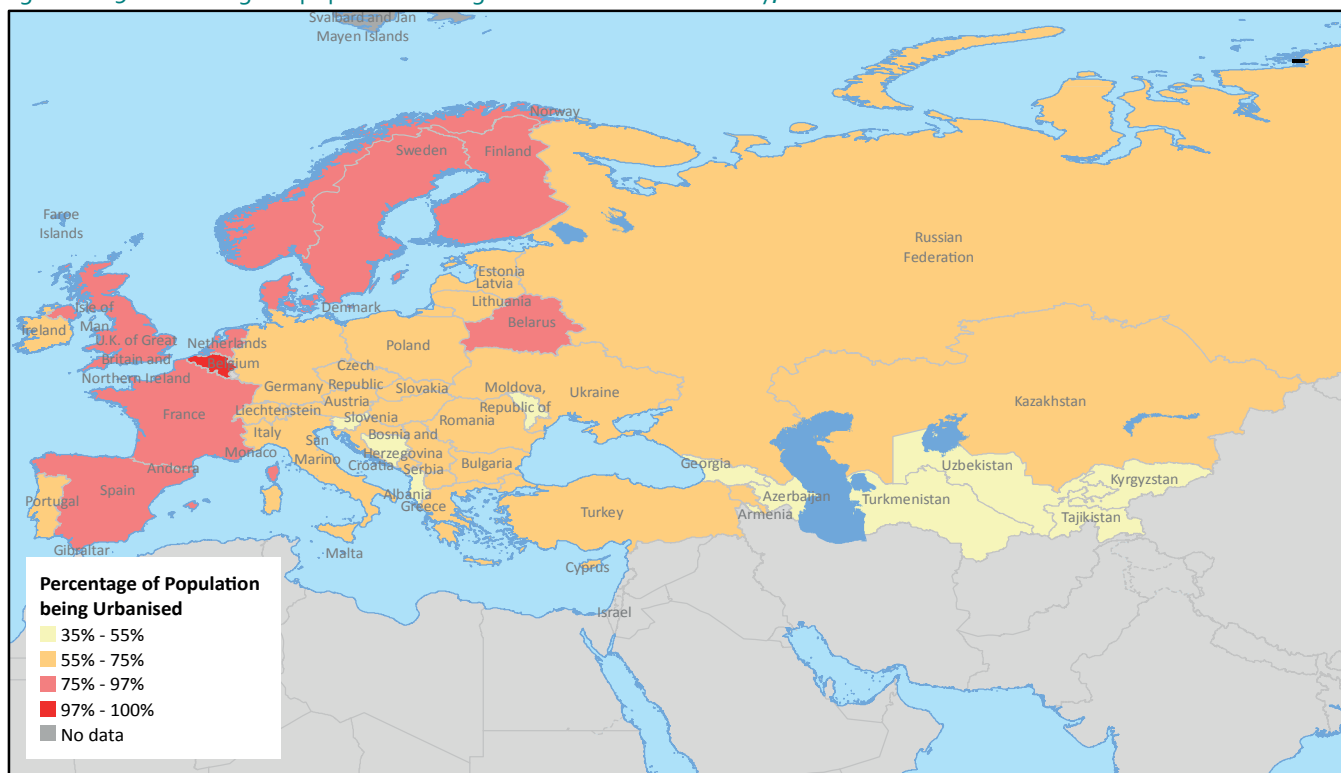 Svalbard and Jan
Mayen Islands
Norway
Sweden
Finland
Faroe
Islands
Russian
Federation
Estonia
Latvia
Lithuania
Denmark
Belarus
Isle of
Man
Ireland
U.K. of Great
Britain and
Northern Ireland
Netherlands
Belgium
Poland
Czech
Republic
Germany
Slovakia
Austria
Ukraine
Moldova,
Republic of
Kazakhstan
France
Liechtenstein
Slovenia
Romania
Italy
San
Marino
Bosnia and
Herzegovina
Monaco
Croatia
Serbia
Bulgaria
Andorra
Spain
Portugal
Gibraltar
Albania
Greece
Georgia
Azerbaijan
Armenia
Uzbekistan
Turkmenistan
Kyrgyzstan
Tajikistan
Turkey
Malta
Cyprus
Israel
Percentage of Population
being Urbanised
35% - 55%
55% - 75%
75% - 97%
97% - 100%
No data